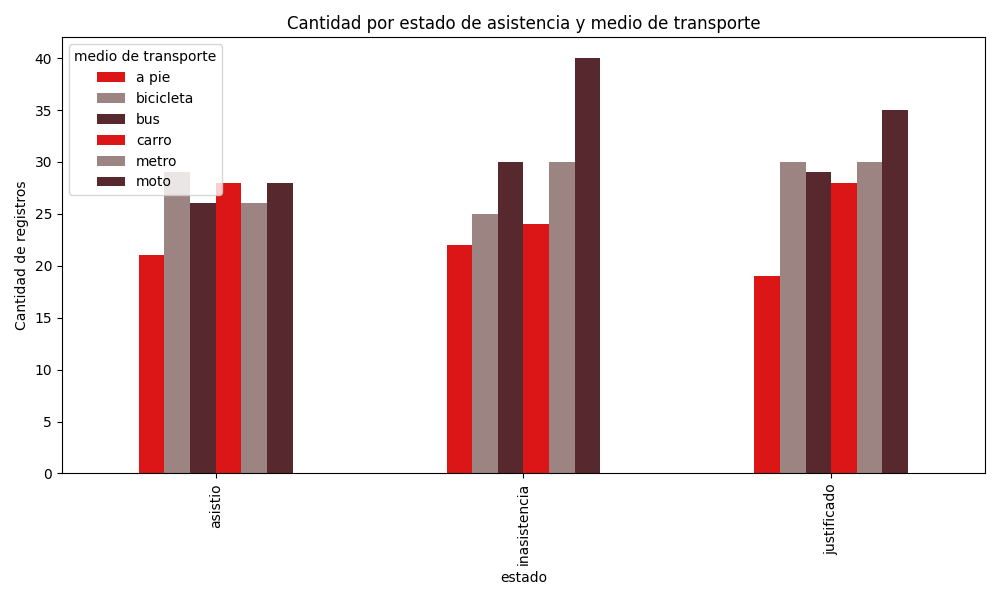 Cantidad por estado de asistencia y medio de transporte
medio de transporte
a pie
bicicleta
bus
carro
metro
moto
Cantidad de registros
40
35
30
25
20
15
10
5
0
asistio
inasistencia
justificado
estado